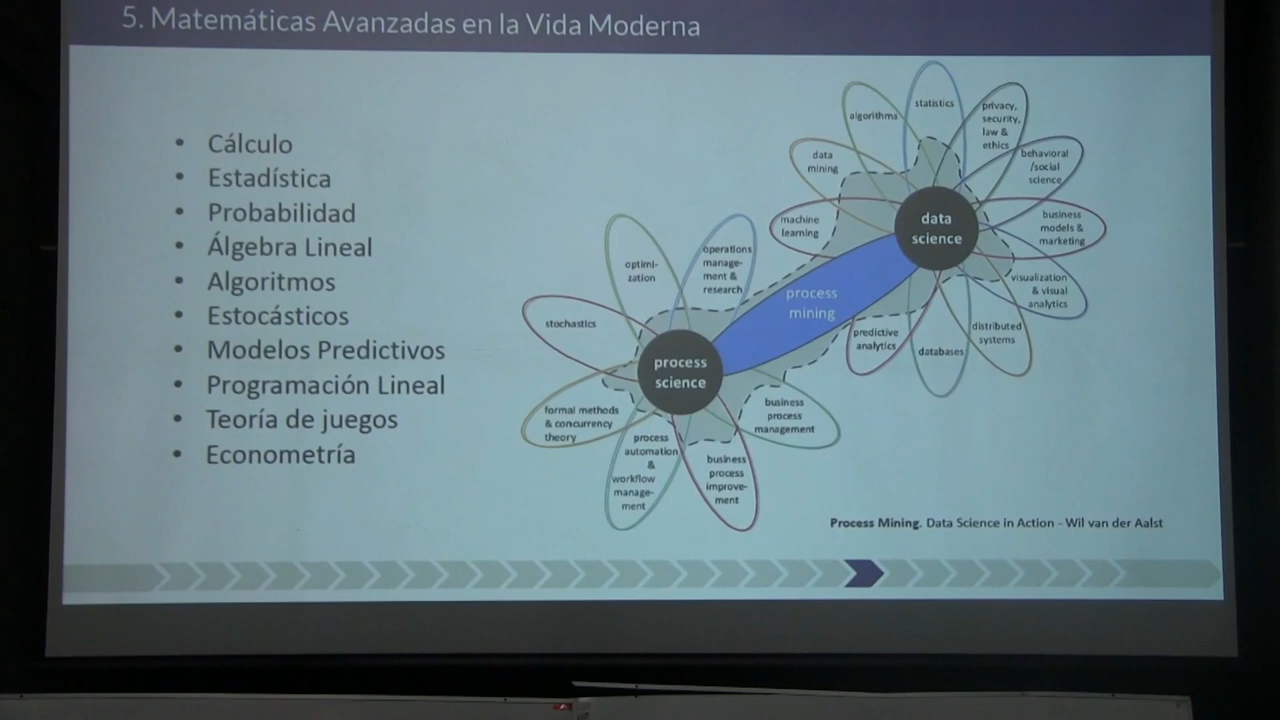 5. Matemáticas Avanzadas en la Vida Moderna
• Cálculo
• Estadística
• Probabilidad
• Álgebra Lineal
• Algoritmos
• Estocásticos
• Modelos Predictivos
• Programación Lineal
• Teoría de juegos
• Econometría
statistics
algorithms
privacy,
security,
law &
ethics
data
mining
behavioral
/social
science
machine
learning
data
science
business
models &
marketing
visualization
& visual
analytics
predictive
analytics
databases
distributed
systems
process
mining
optimi-
zation
operations
manage-
ment &
research
stochastics
process
science
formal methods
& concurrency
theory
process
automation
&
workflow
manage-
ment
business
process
improve-
ment
business
process
management
Process Mining. Data Science in Action - Wil van der Aalst